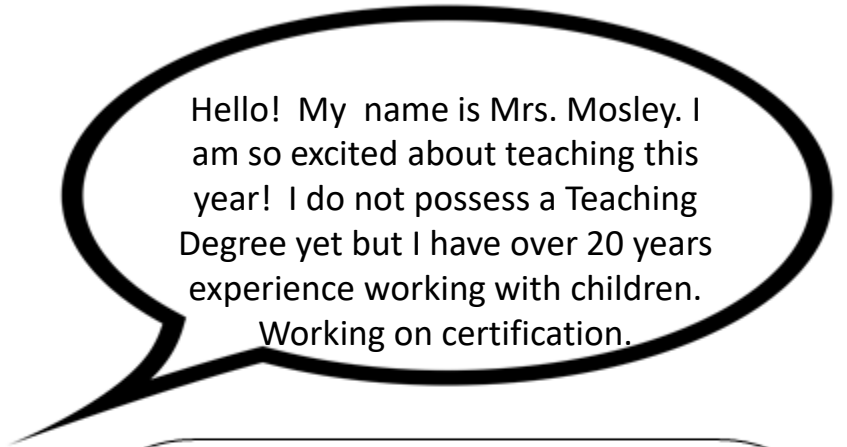 Hello!  My  name is Mrs. Mosley. I
am so excited about teaching this
year!  I do not possess a Teaching
Degree yet but I have over 20 years
experience working with children.
Working on certification.